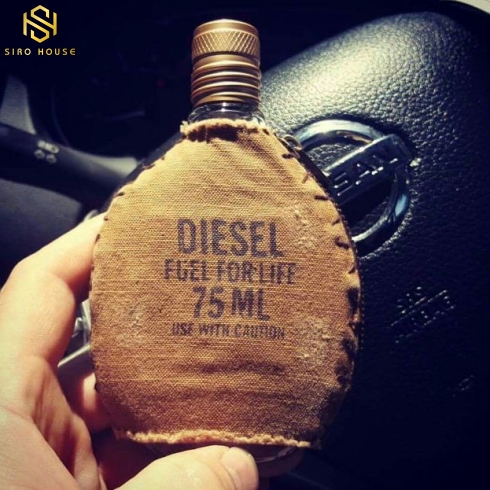 SIRO HOUSE
DIESEL
FUEL FOR LIFE
75 ML
USE WITH CAUTION